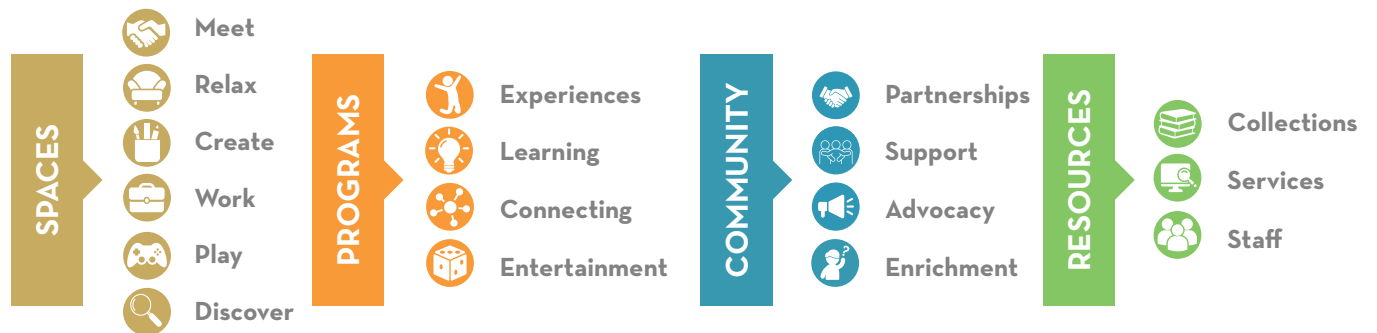 SPACES
Meet
Relax
Create
Work
Play
Discover
PROGRAMS
Experiences
Learning
Connecting
Entertainment
COMMUNITY
Partnerships
Support
Advocacy
Enrichment
RESOURCES
Collections
Services
Staff